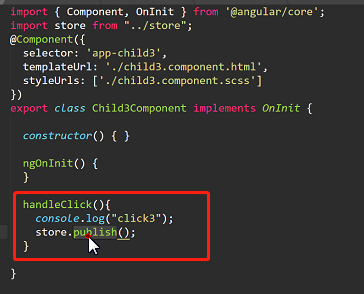 import { Component, OnInit } from '@angular/core';
import store from "../store";
@Component({
  selector: 'app-child3',
  templateUrl: './child3.component.html',
  styleUrls: ['./child3.component.scss']
})
export class Child3Component implements OnInit {
  constructor() { }
  ngOnInit() {
  }
  handleClick(){
    console.log("click3");
    store.publish();
  }
}